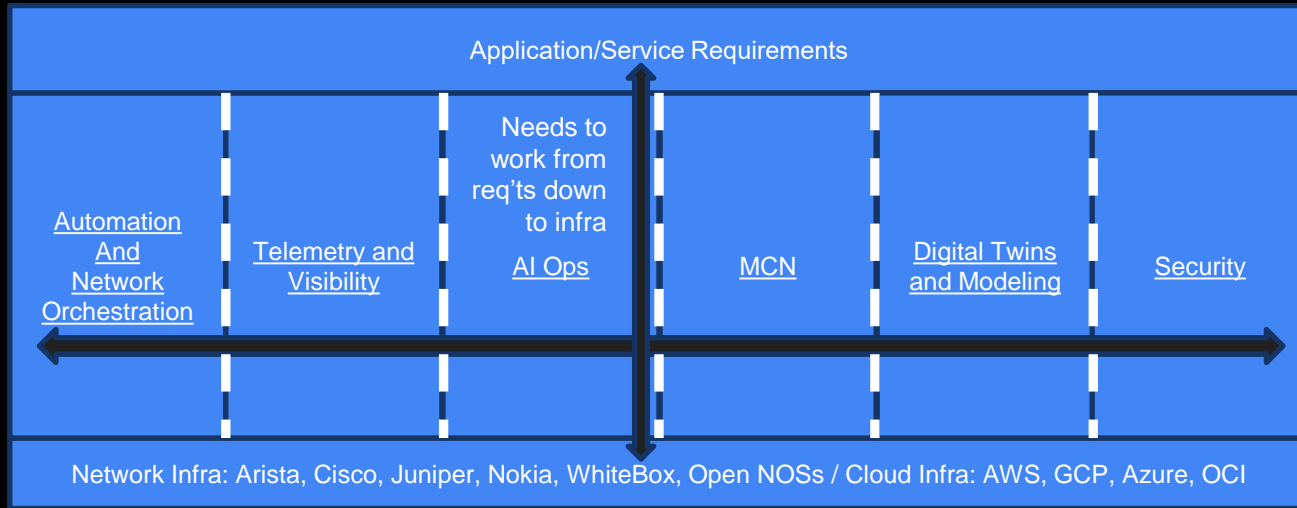 Application/Service Requirements
Needs to
work from
req'ts down
to infra
Automation
And
Network
Orchestration
Telemetry and
Visibility
AI Ops
MCN
Digital Twins
and Modeling
Security
Network Infra: Arista, Cisco, Juniper, Nokia, WhiteBox, Open NOSs / Cloud Infra: AWS, GCP, Azure, OCI